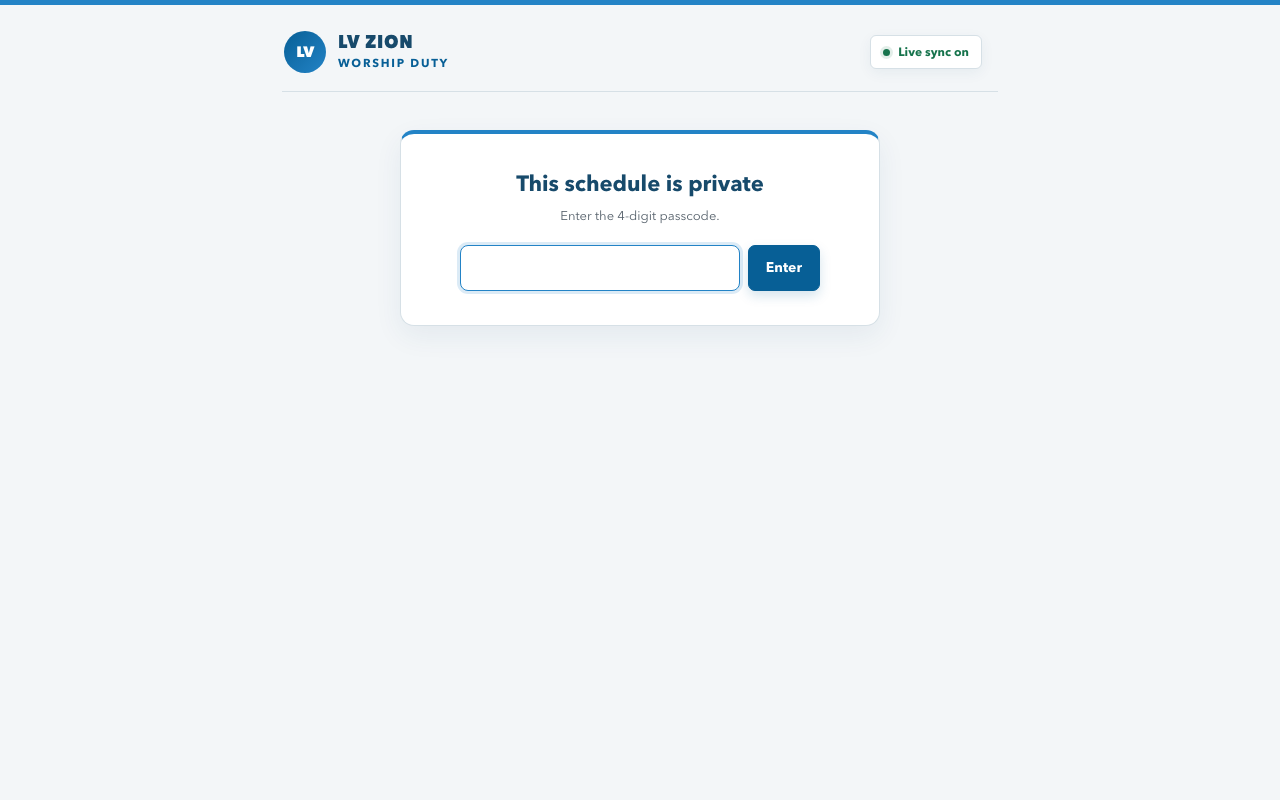 LV
LV ZION
WORSHIP DUTY
Live sync on
This schedule is private
Enter the 4-digit passcode.
Enter